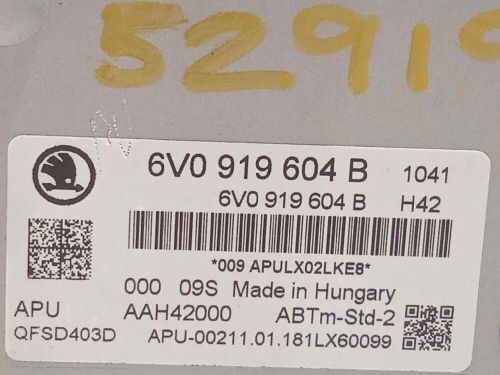 52919
6V0 919 604 B 1041
6V0 919 604 B H42
*009 APULX02LKE8*
000 09S Made in Hungary
APU AAH42000 ABTm-Std-2
QFSD403D APU-00211.01.181LX60099